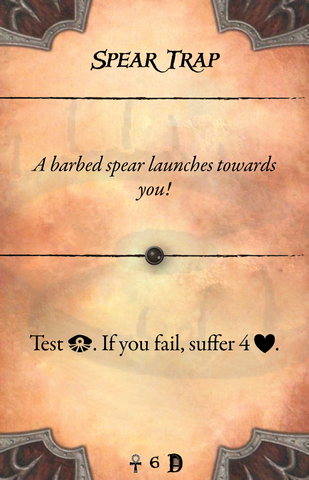 Spear Trap
A barbed spear launches towards
you!
Test . If you fail, suffer 4 .
6 D